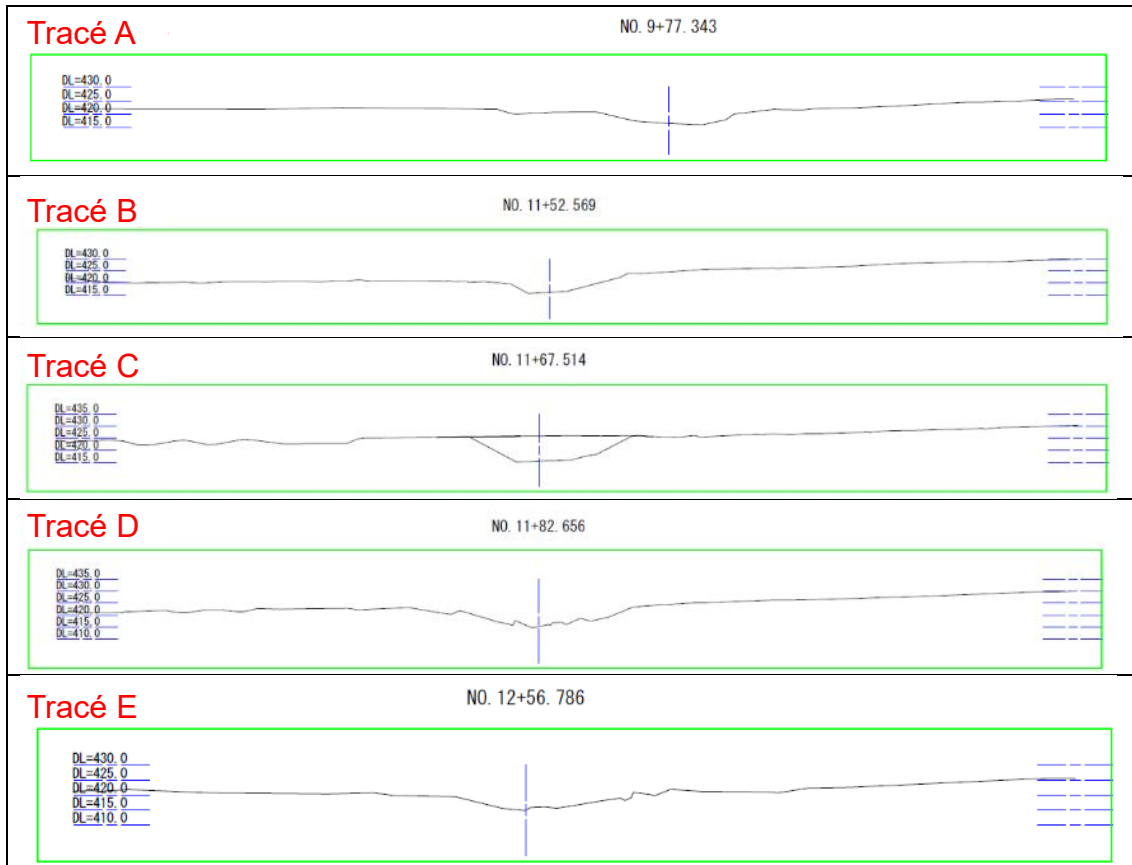 Tracé A
NO. 9+77. 343
DL=430. 0
DL=425. 0
DL=420. 0
DL=415. 0
Tracé B
NO. 11+52. 569
DL=430. 0
DL=425. 0
DL=420. 0
DL=415. 0
Tracé C
NO. 11+67. 514
DL=435. 0
DL=430. 0
DL=425. 0
DL=420. 0
DL=415. 0
Tracé D
NO. 11+82. 656
DL=435. 0
DL=430. 0
DL=425. 0
DL=420. 0
DL=415. 0
DL=410. 0
Tracé E
NO. 12+56. 786
DL=430. 0
DL=425. 0
DL=420. 0
DL=415. 0
DL=410. 0